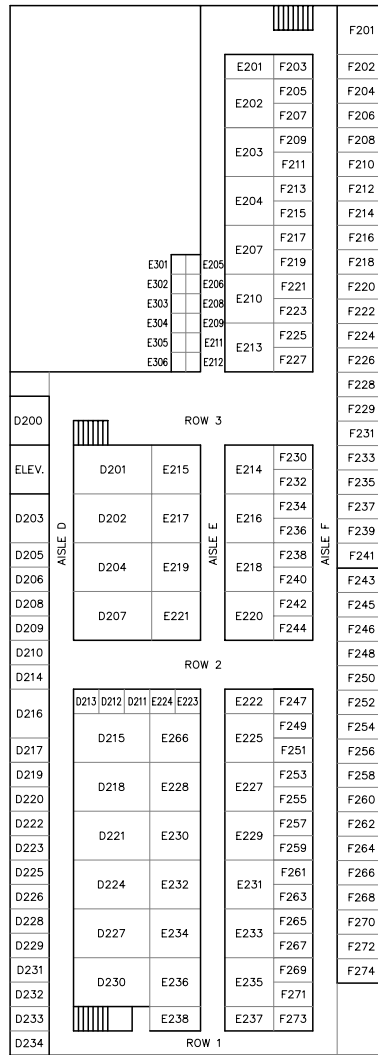 F201
E201 F203 F202
F205 F204
E202
F207 F206
F209 F208
E203
F211 F210
F213 F212
E204
F215 F214
F217 F216
E207
E301 E205 F219 F218
E302 E206 F221 F220
E210
E303 E208 F223 F222
E304 E209
F225 F224
E305 E211 E213
E306 E212 F227 F226
F228
F229
D200 ROW 3
F231
ELEV. D201 E215 E214 F230 F233
F232 F235
D203 D202 E217 E216 F234 F237
F236 F239
D205 AISLE D D204 E219 AISLE E E218 F238 AISLE F F241
D206 F240 F243
D208 D207 E221 E220 F242 F245
D209 F244 F246
D210 ROW 2 F248
D214 F250
D213 D212 D211 E224 E223 E222 F247 F252
D216
D215 E266 E225 F249 F254
D217 F251 F256
D219 D218 E228 E227 F253 F258
D220 F255 F260
D222 D221 E230 E229 F257 F262
D223 F259 F264
D225 D224 E232 E231 F261 F266
D226 F263 F268
D228 D227 E234 E233 F265 F270
D229 F267 F272
D231 D230 E236 E235 F269 F274
D232 F271
D233 E238 E237 F273
D234 ROW 1